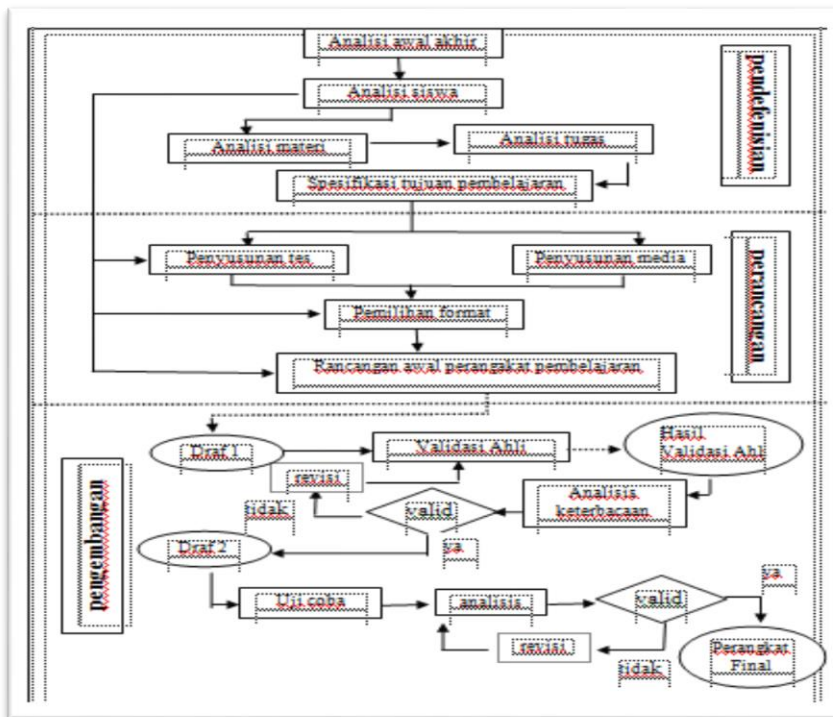 Analisi awal akhir
pendefenisian
Analisi siswa
Analisi materi
Analisi tugas
Spesifikasi tujuan pembelajaran
perancangan
Penyusunan tes
Penyusunan media
Pemilihan format
Rancangan awal perangakat pembelajaran
pengembangan
Draf 1
Validasi Ahli
Hasil
Validasi Ahl
revisi
Analisis
keterbacaan
tidak
valid
Draf 2
ya
Uji coba
analisis
valid
ya
revisi
tidak
Perangkat
Final